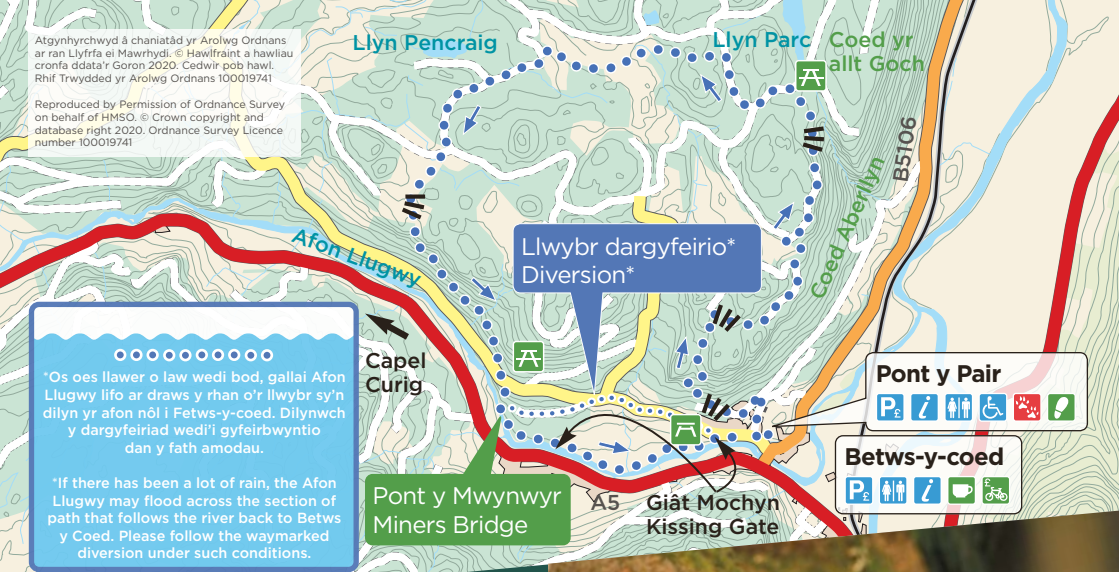 Atgynhyrchwyd â chaniatâd yr Arolwg Ordnans
ar ran Llyfrfa ei Mawrhydi. © Hawlfraint a hawliau
cronfa ddata'r Goron 2020. Cedwir pob hawl.
Rhif Trwydded yr Arolwg Ordnans 100019741
Reproduced by Permission of Ordnance Survey
on behalf of HMSO. © Crown copyright and
database right 2020. Ordnance Survey Licence
number 100019741
Llyn Pencraig
Llyn Parc
Coed yr
allt Goch
B5106
Coed Aberllyn
Afon Llugwy
Llwybr dargyfeirio*
Diversion*
Capel
Curig
*Os oes llawer o law wedi bod, gallai Afon
Llugwy lifo ar draws y rhan o'r llwybr sy'n
dilyn yr afon nôl i Fetws-y-coed. Dilynwch
y dargyfeiriad wedi'i gyfeirbwyntio
dan y fath amodau.
*If there has been a lot of rain, the Afon
Llugwy may flood across the section of
path that follows the river back to Betws
y Coed. Please follow the waymarked
diversion under such conditions.
Pont y Pair
P£ i
Betws-y-coed
P£ i £
Pont y Mwynwyr
Miners Bridge
A5
Giât Mochyn
Kissing Gate